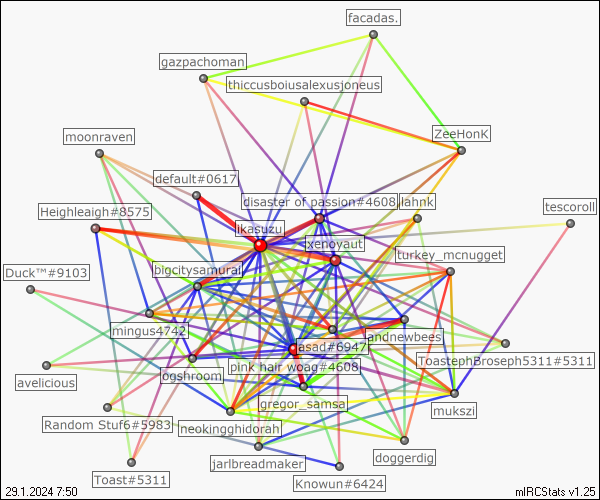 facadas.
gazpachoman
thiccusboiusalexusjoneus
ZeeHonK
moonraven
default#0617
disaster of passion#4608
lahnk
tescoroll
Heighleaigh#8575
ikasuzu
xenoyaut
turkey_mcnugget
Duck™#9103
bigcitysamurai
mingus4742
landnewbees
asad#6947
ToastephBroseph5311#5311
ogshroom
pink hair woag#4608
avelicious
gregor_samsa
mukszi
Random Stuf6#5983
neokingghidorah
doggerdig
jarlbreadmaker
Toast#5311
Knowun#6424
29.1.2024 7:50
mIRCStats v1.25